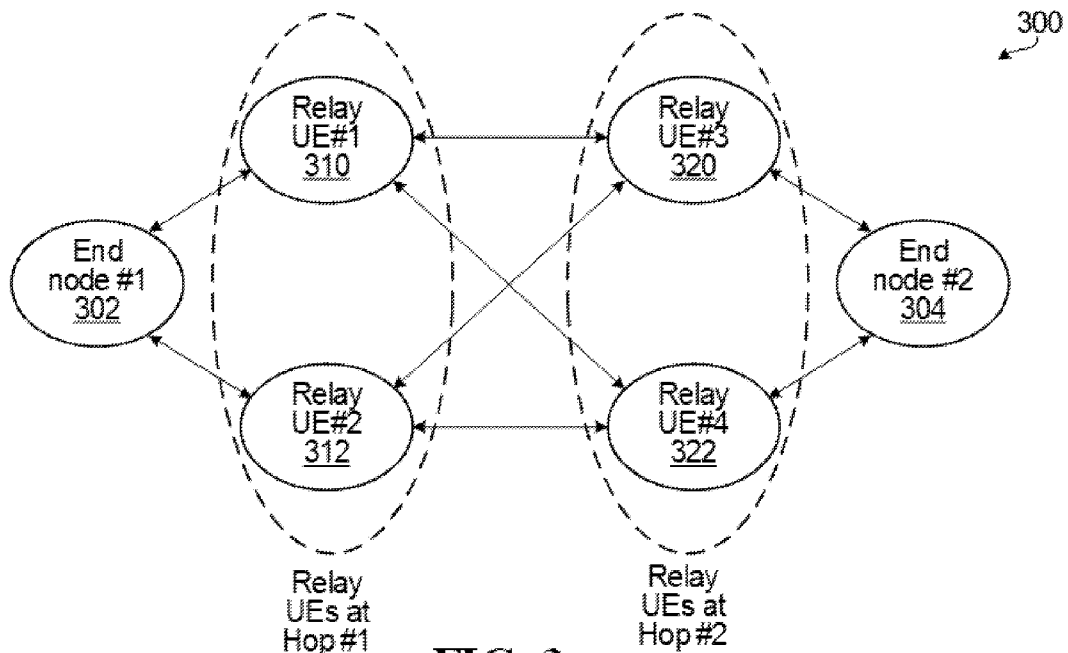 300
Relay
UE#1
310
Relay
UE#3
320
End
node #1
302
End
node #2
304
Relay
UE#2
312
Relay
UE#4
322
Relay
UEs at
Hop #1
Relay
UEs at
Hop #2